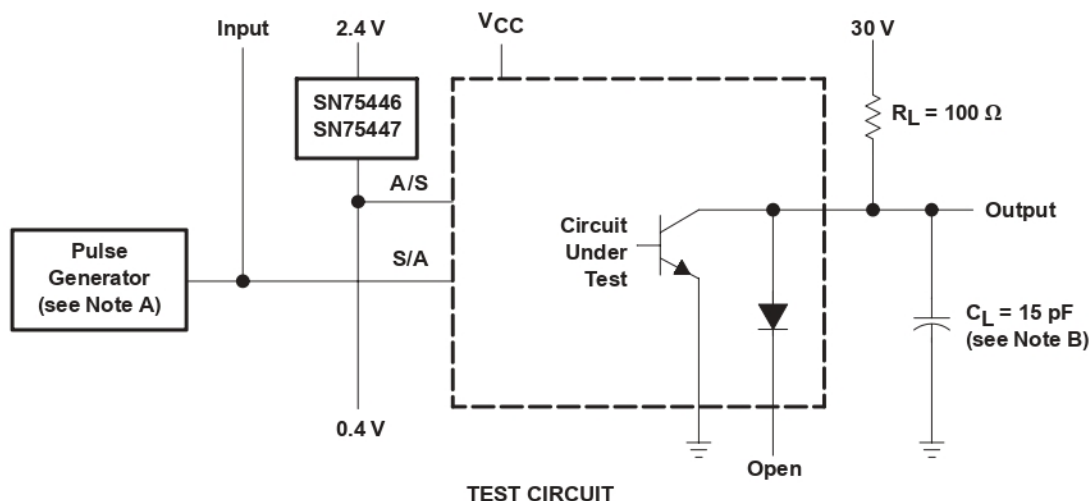 Input
2.4 V
VCC
30 V
SN75446
SN75447
RL = 100 Ω
A/S
Circuit
Under
Test
Output
Pulse
Generator
(see Note A)
S/A
CL = 15 pF
(see Note B)
0.4 V
Open
TEST CIRCUIT